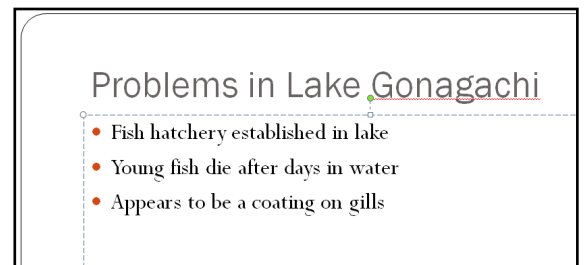 Problems in Lake Gonagachi
Fish hatchery established in lake
Young fish die after days in water
Appears to be a coating on gills